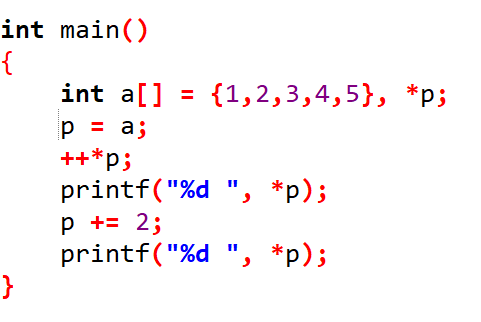 int main()
{
    int a[] = {1,2,3,4,5}, *p;
    p = a;
    ++*p;
    printf("%d ", *p);
    p += 2;
    printf("%d ", *p);
}